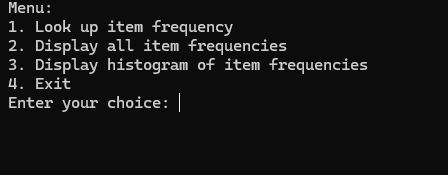 Menu:
1. Look up item frequency
2. Display all item frequencies
3. Display histogram of item frequencies
4. Exit
Enter your choice: